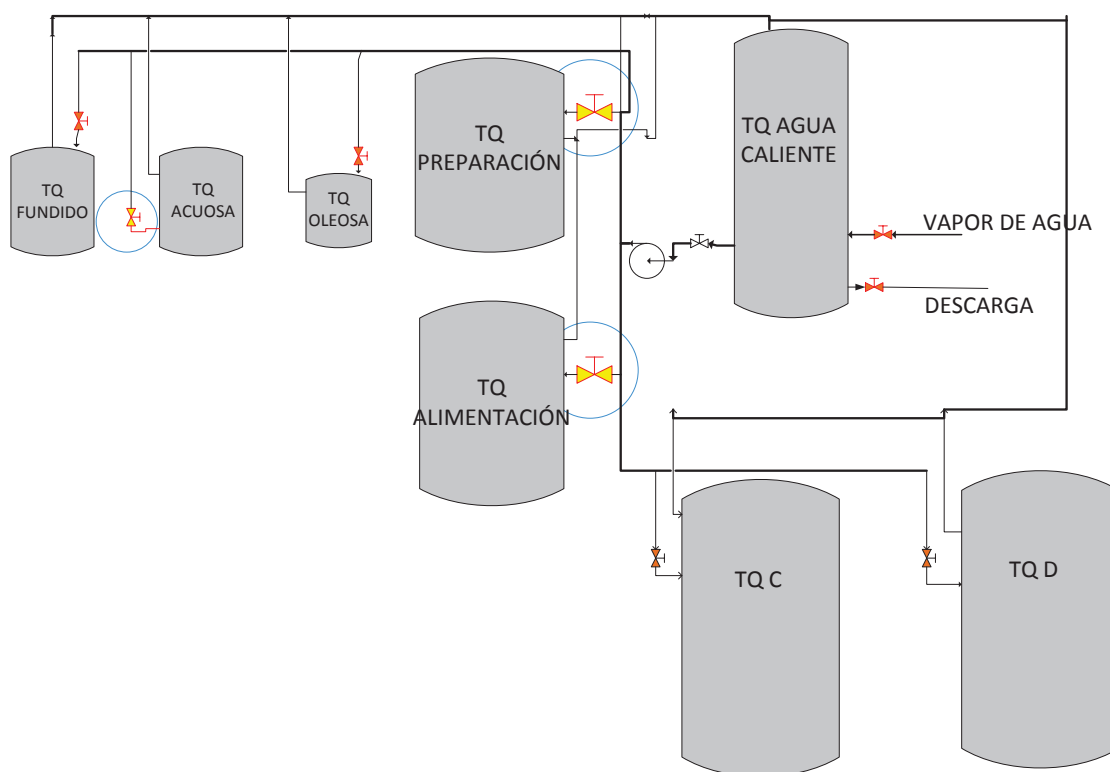 TQ
FUNDIDO
TQ
ACUOSA
TQ
OLEOSA
TQ
PREPARACIÓN
TQ AGUA
CALIENTE
VAPOR DE AGUA
DESCARGA
TQ
ALIMENTACIÓN
TQ C
TQ D